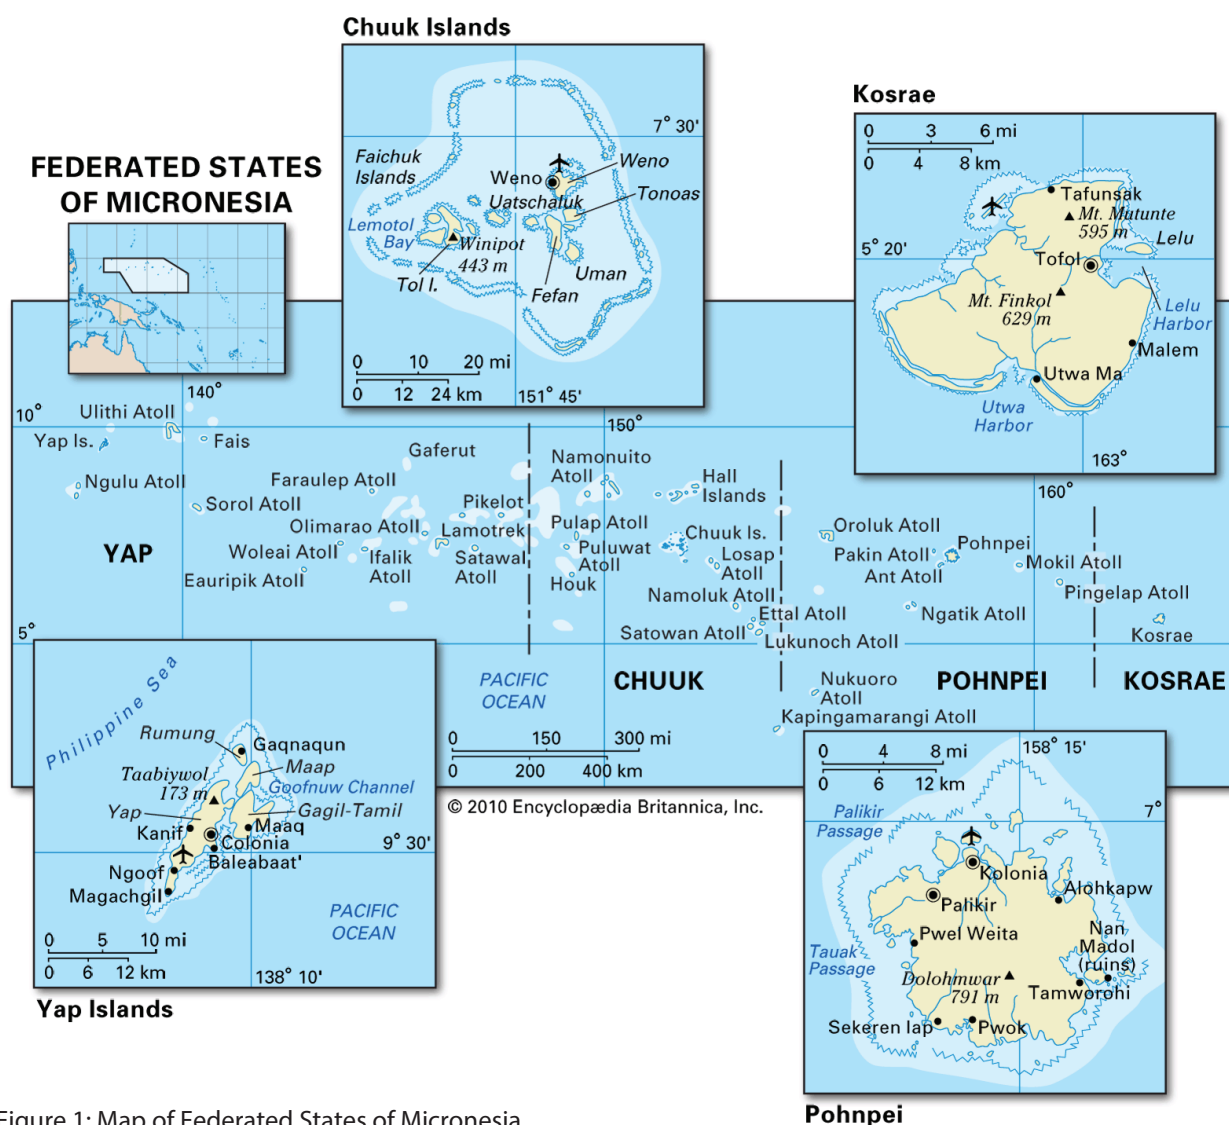 Chuuk Islands
7° 30'
Faichuk
Islands
Weno
Weno
Tonoas
Uatschaluk
Lemotol
Bay
Winipot
443 m
Tol I.
Fefan
Uman
0 10 20 mi
0 12 24 km
151° 45'
Kosrae
0 3 6 mi
0 4 8 km
Tafunsak
Mt. Mutunte
595 m
Lelu
5° 20'
Tofol
Mt. Finkol
629 m
Lelu
Harbor
Malem
Utwa Ma
Utwa
Harbor
163°
FEDERATED STATES
OF MICRONESIA
140°
10°
150°
160°
5°
Ulithi Atoll
Yap Is.
Fais
Ngulu Atoll
Sorol Atoll
Gaferut
Faraulep Atoll
Pikelot
Olimarao Atoll
Lamotrek
Woleai Atoll
Ifalik
Atoll
Satawal
Atoll
Eauripik Atoll
YAP
Namonuito
Atoll
Hall
Islands
Pulap Atoll
Chuuk Is.
Puluwat
Atoll
Losap
Atoll
Houk
Namoluk Atoll
Ettal Atoll
Satowan Atoll
Lukunoch Atoll
CHUUK
PACIFIC
OCEAN
Oroluk Atoll
Pakin Atoll
Pohnpei
Ant Atoll
Mokil Atoll
Pingelap Atoll
Ngatik Atoll
Kosrae
Nukuoro
Atoll
Kapingamarangi Atoll
POHNPEI
KOSRAE
0 150 300 mi
0 200 400 km
© 2010 Encyclopædia Britannica, Inc.
Philippine Sea
Rumung
Gaqnaqun
Maap
Taabiywol
173 m
Goofnuw Channel
Yap
Gagil-Tamil
Kanif
Maaq
Colonia
9° 30'
Baleabaat'
Ngoof
Magachgil
PACIFIC
OCEAN
0 5 10 mi
0 6 12 km
138° 10'
Yap Islands
0 4 8 mi
0 6 12 km
158° 15'
7°
Palikir
Passage
Kolonia
Alohkapw
Palikir
Pwel Weita
Nan
Madol
(ruins)
Tauak
Passage
Dolohmwar
791 m
Tamworohi
Sekeren Iap
Pwok
Pohnpei
Figure 1: Map of Federated States of Micronesia